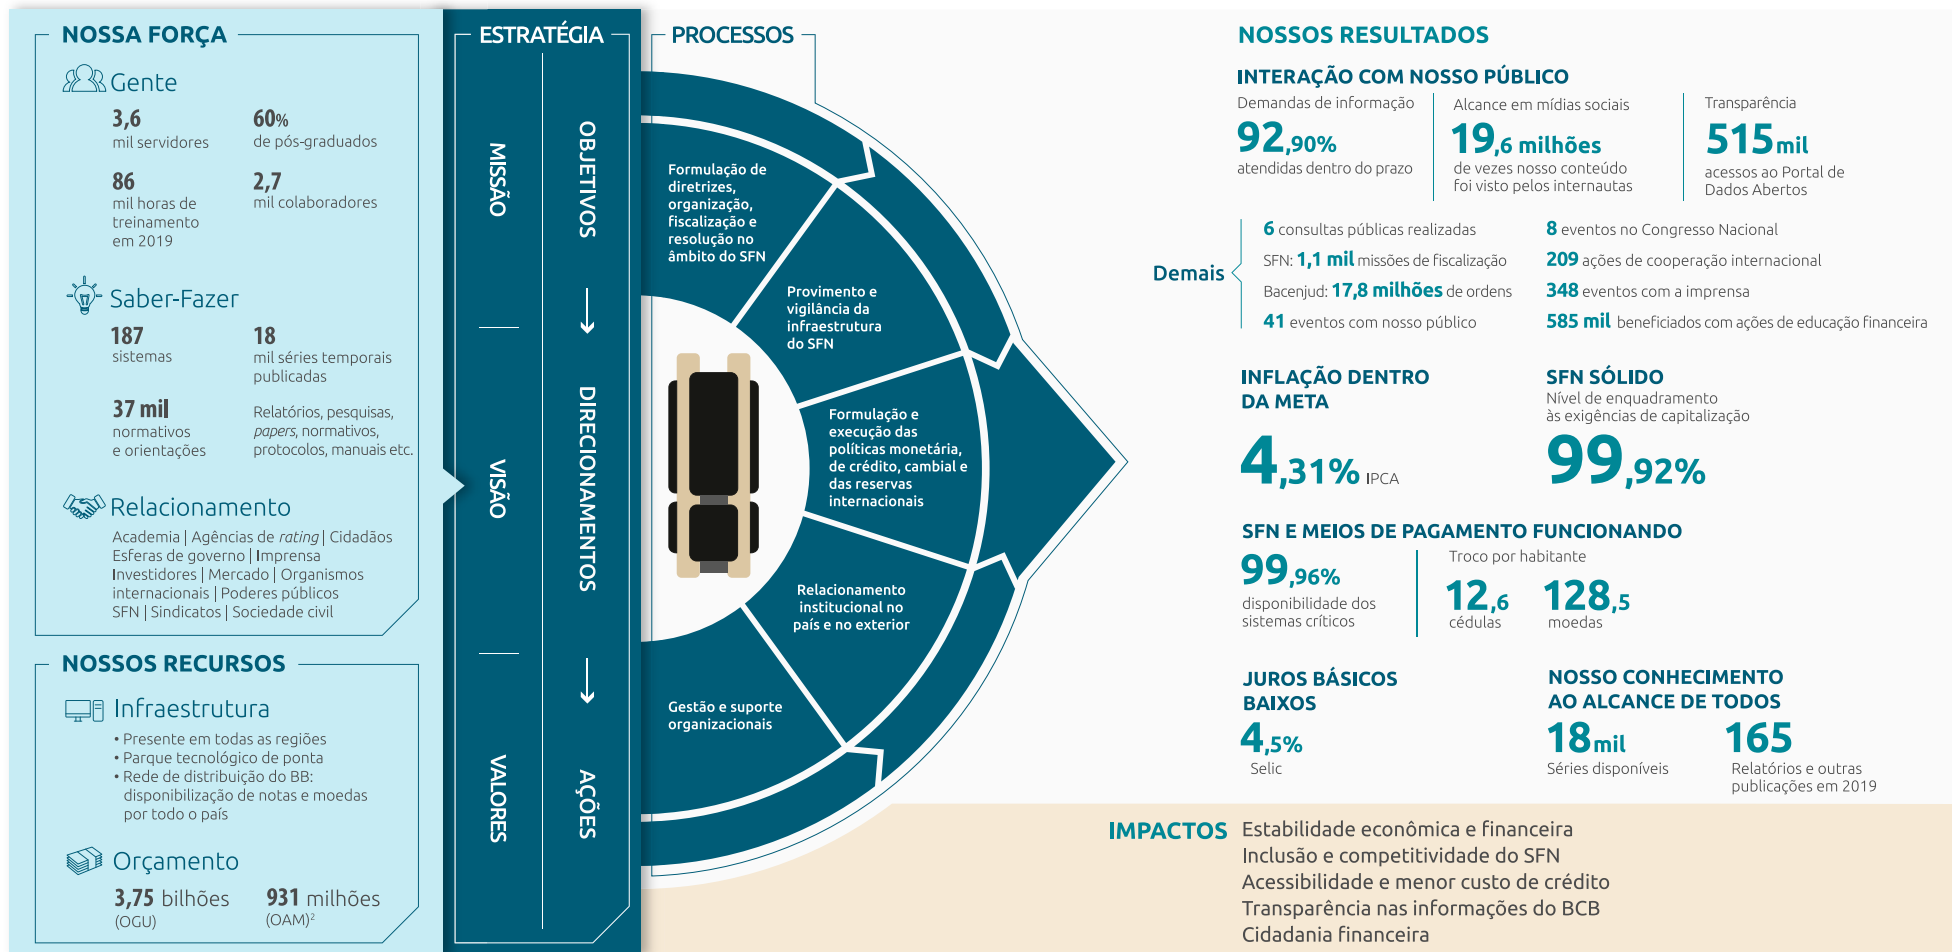 NOSSA FORÇA
Gente
3,6
mil servidores
60%
de pós-graduados
86
mil horas de
treinamento
em 2019
2,7
mil colaboradores
Saber-Fazer
187
sistemas
18
mil séries temporais
publicadas
37 mil
normativos
e orientações
Relatórios, pesquisas,
papers, normativos,
protocolos, manuais etc.
Relacionamento
Academia | Agências de rating | Cidadãos
Esferas de governo | Imprensa
Investidores | Mercado | Organismos
internacionais | Poderes públicos
SFN | Sindicatos | Sociedade civil
NOSSOS RECURSOS
Infraestrutura
• Presente em todas as regiões
• Parque tecnológico de ponta
• Rede de distribuição do BB:
disponibilização de notas e moedas
por todo o país
Orçamento
3,75 bilhões
(OGU)
931 milhões
(OAM)²
ESTRATÉGIA
MISSÃO
VISÃO
VALORES
OBJETIVOS
DIRECIONAMENTOS
AÇÕES
PROCESSOS
Formulação de
diretrizes,
organização,
fiscalização e
resolução no
âmbito do SFN
Provimento e
vigilância da
infraestrutura
do SFN
Formulação e
execução das
políticas monetária,
de crédito, cambial e
das reservas
internacionais
Relacionamento
institucional no
país e no exterior
Gestão e suporte
organizacionais
NOSSOS RESULTADOS
INTERAÇÃO COM NOSSO PÚBLICO
Demandas de informação
92,90%
atendidas dentro do prazo
Alcance em mídias sociais
19,6 milhões
de vezes nosso conteúdo
foi visto pelos internautas
Transparência
515 mil
acessos ao Portal de
Dados Abertos
Demais
6 consultas públicas realizadas
SFN: 1,1 mil missões de fiscalização
Bacenjud: 17,8 milhões de ordens
41 eventos com nosso público
8 eventos no Congresso Nacional
209 ações de cooperação internacional
348 eventos com a imprensa
585 mil beneficiados com ações de educação financeira
INFLAÇÃO DENTRO
DA META
4,31% IPCA
SFN SÓLIDO
Nível de enquadramento
às exigências de capitalização
99,92%
SFN E MEIOS DE PAGAMENTO FUNCIONANDO
99,96%
disponibilidade dos
sistemas críticos
Troco por habitante
12,6
cédulas
128,5
moedas
JUROS BÁSICOS
BAIXOS
4,5%
Selic
NOSSO CONHECIMENTO
AO ALCANCE DE TODOS
18 mil
Séries disponíveis
165
Relatórios e outras
publicações em 2019
IMPACTOS
Estabilidade econômica e financeira
Inclusão e competitividade do SFN
Acessibilidade e menor custo de crédito
Transparência nas informações do BCB
Cidadania financeira